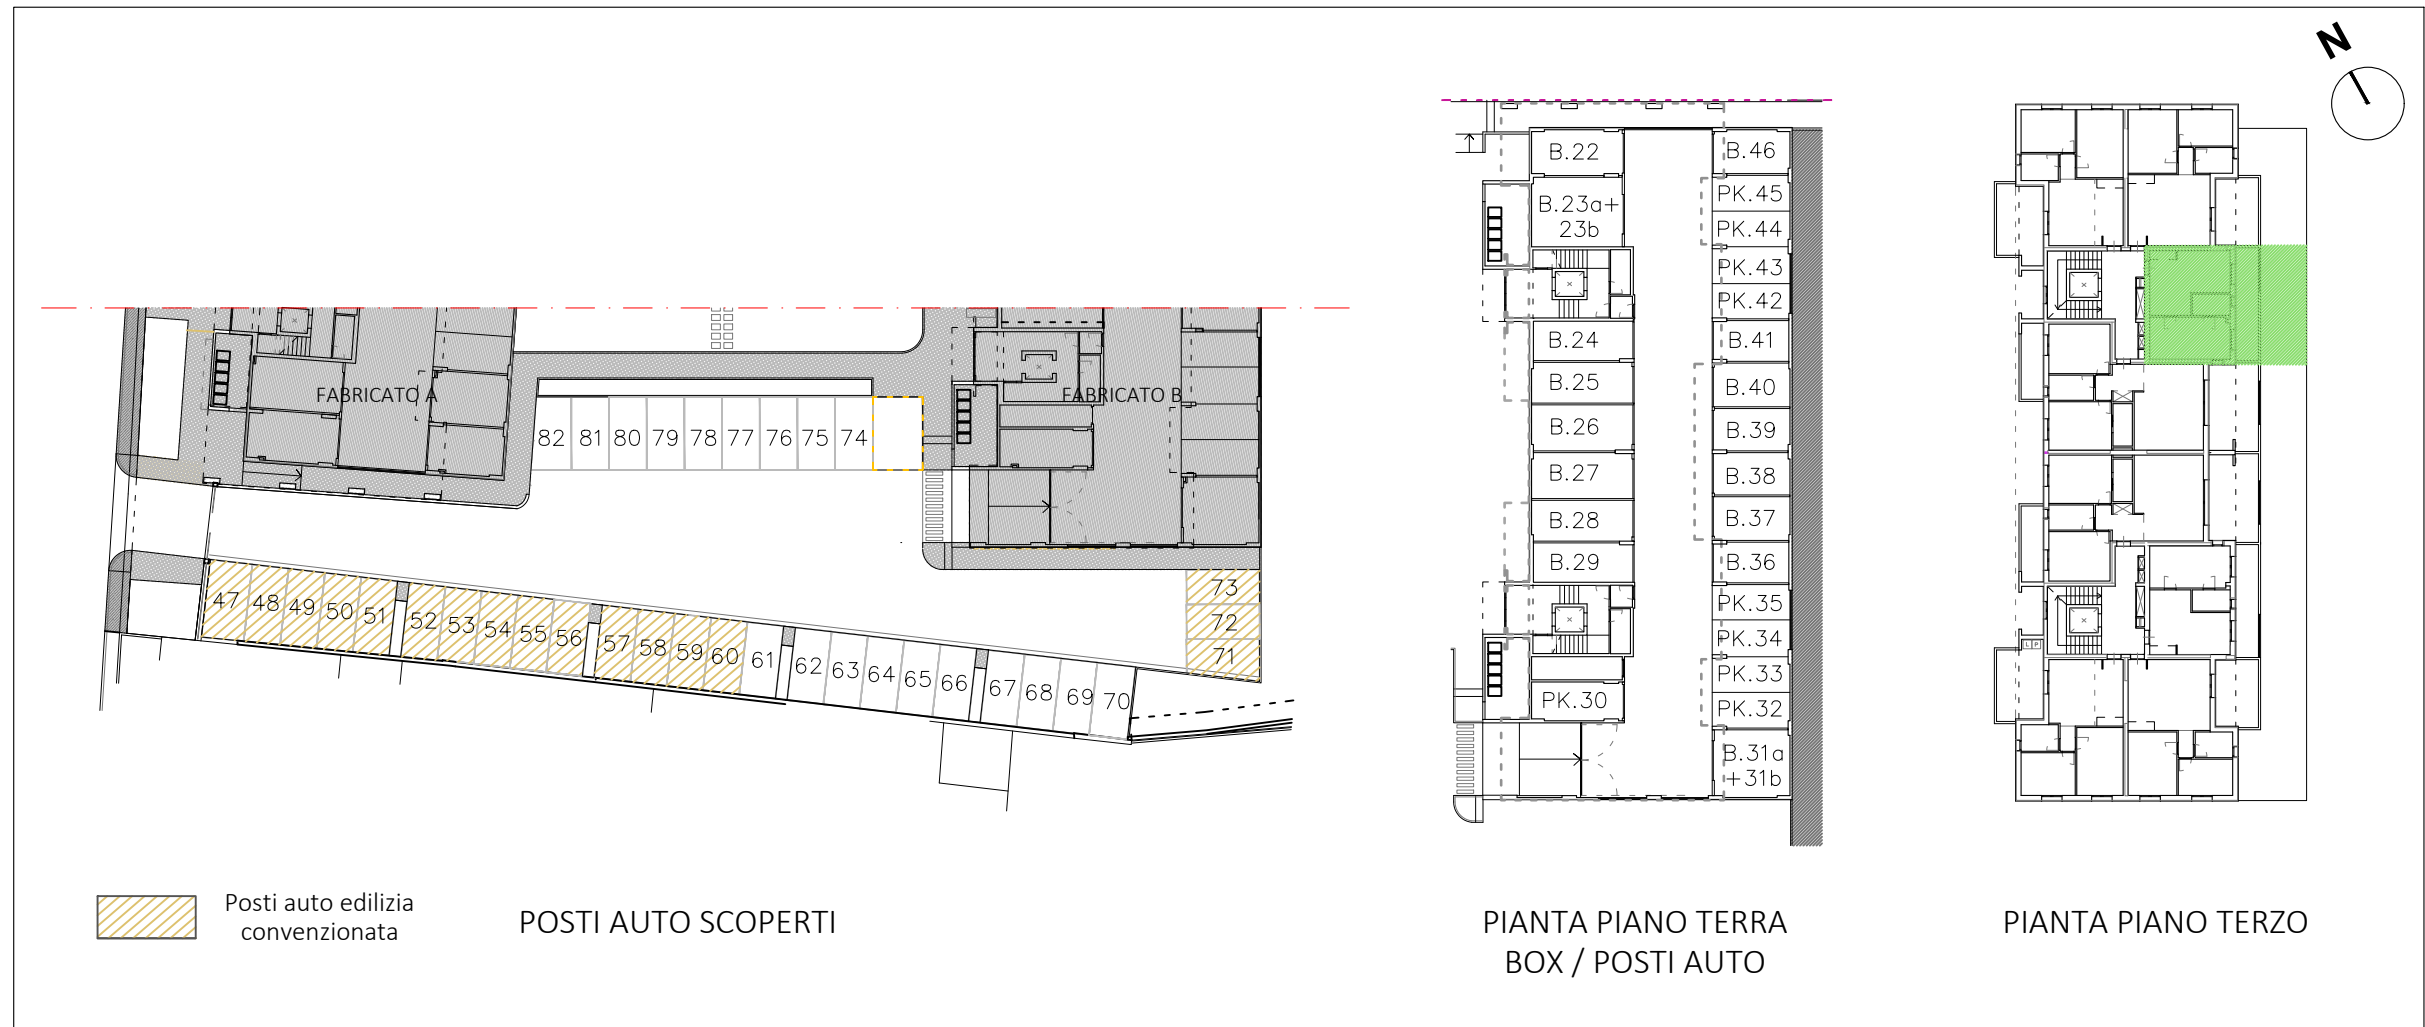 N
FABRICATO A
FABRICATO B
82 81 80 79 78 77 76 75 74
47 48 49 50 51 52 53 54 55 56 57 58 59 60 61 62 63 64 65 66 67 68 69 70
73
72
71
Posti auto edilizia
convenzionata
POSTI AUTO SCOPERTI
B.22
B.23a+
23b
B.24
B.25
B.26
B.27
B.28
B.29
PK.30
B.46
PK.45
PK.44
PK.43
PK.42
B.41
B.40
B.39
B.38
B.37
B.36
PK.35
PK.34
PK.33
PK.32
B.31a
+31b
PIANTA PIANO TERRA
BOX / POSTI AUTO
L P
PIANTA PIANO TERZO